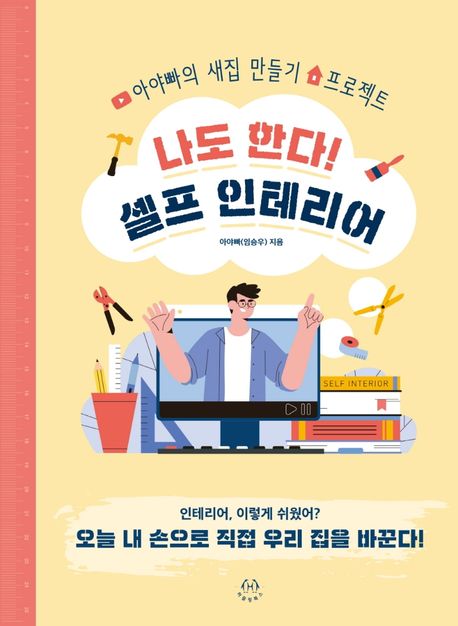 아야빠의 새집 만들기 프로젝트
나도 한다!
셀프 인테리어
아야빠(임승우) 지음
SELF INTERIOR
인테리어, 이렇게 쉬웠어?
오늘 내 손으로 직접 우리 집을 바꾼다!